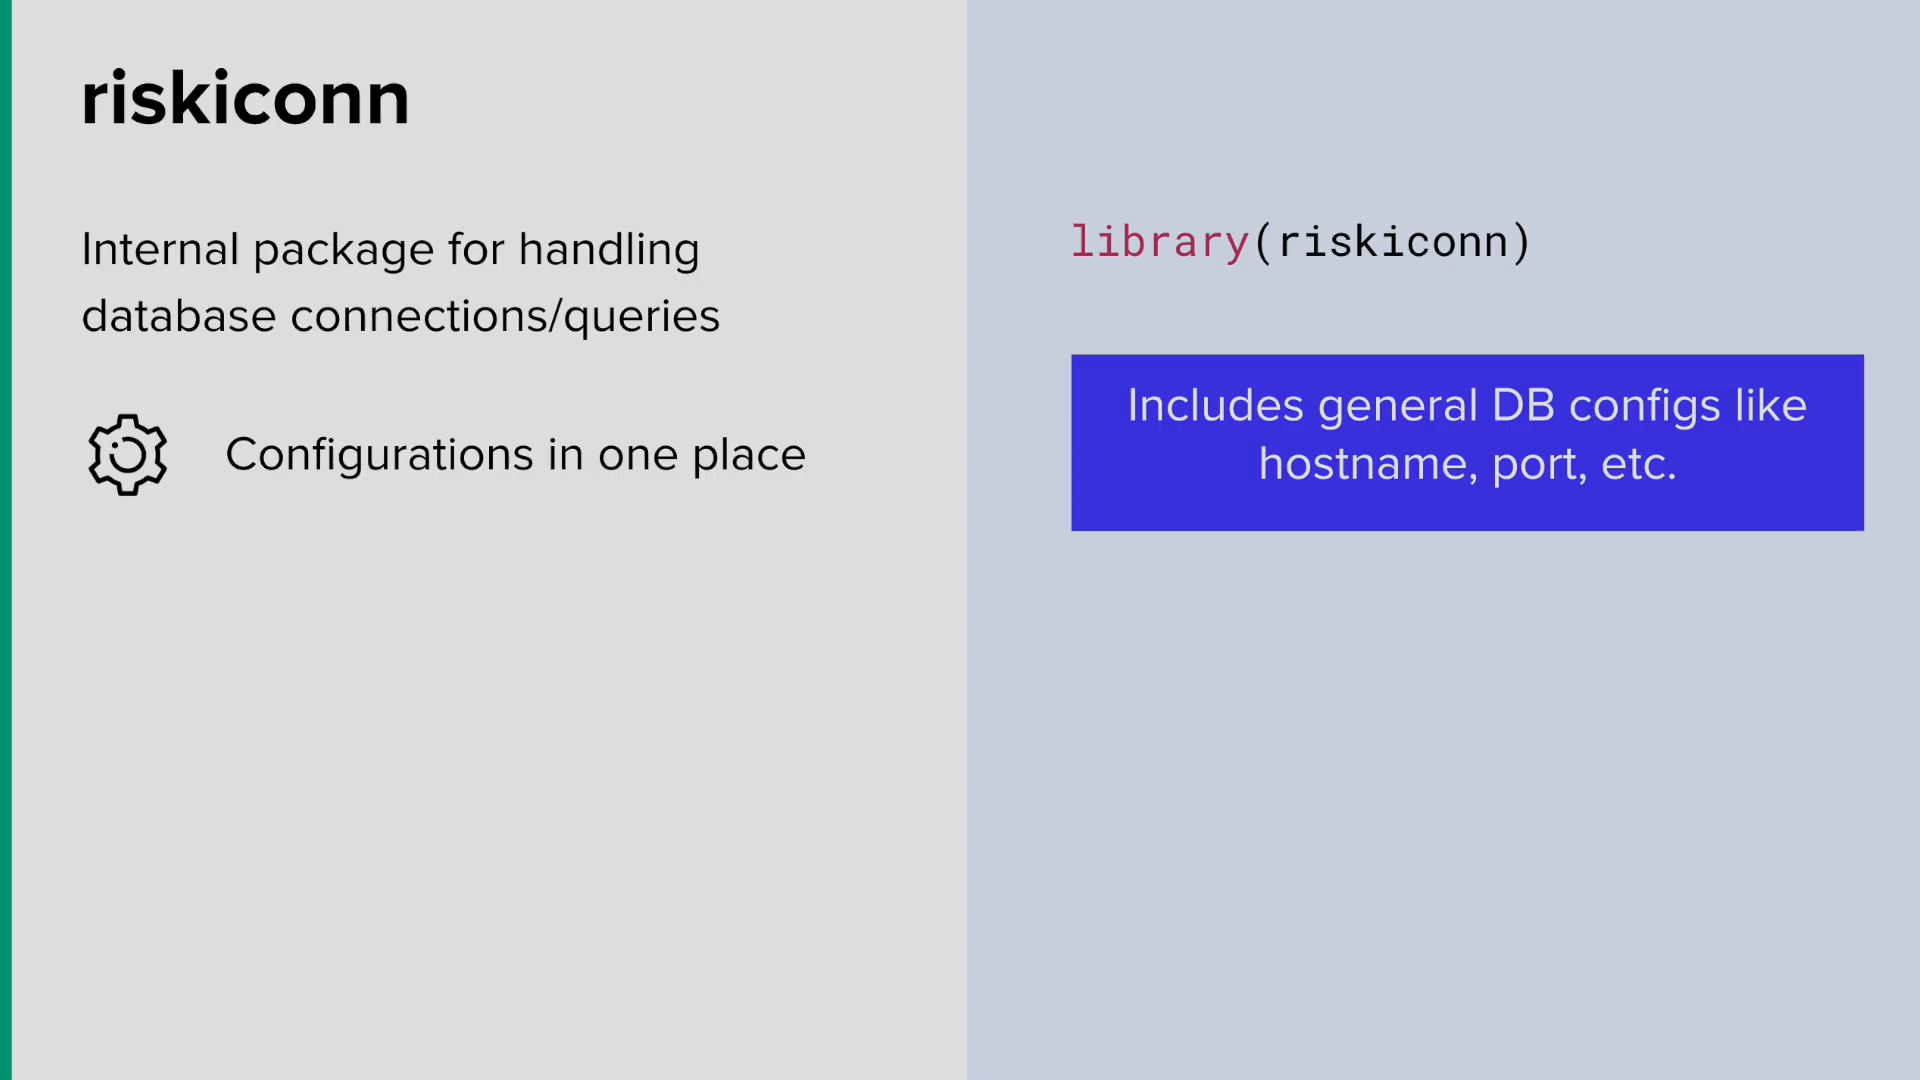 riskiconn
Internal package for handling
database connections/queries
Configurations in one place
library(riskiconn)
Includes general DB configs like
hostname, port, etc.